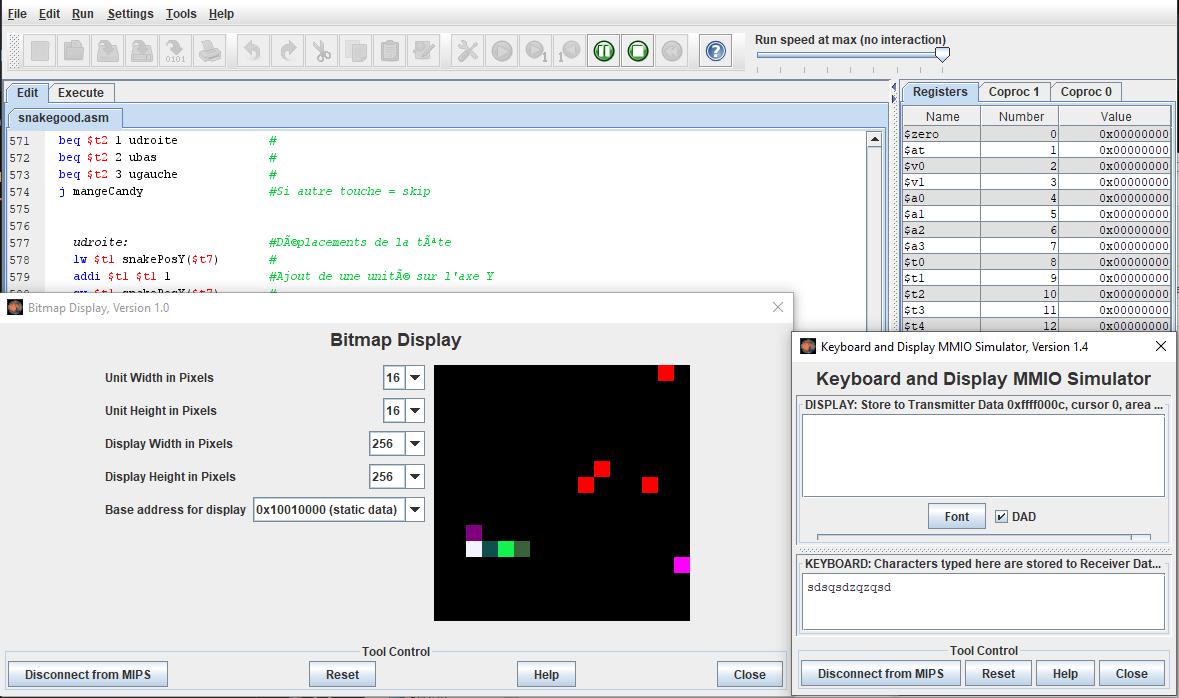 File Edit Run Settings Tools Help
Run speed at max (no interaction)
Edit Execute
snakegood.asm
571 beq $t2 1 udroite #
572 beq $t2 2 ubas #
573 beq $t2 3 ugauche #
574 j mangeCandy #Si autre touche = skip
575
576
577 udroite: #DÃ©placements de la tÃªte
578 lw $t1 snakePosY($t7) #
579 addi $t1 $t1 1 #Ajout de une unitÃ© sur l'axe Y
Registers Coproc 1 Coproc 0
Name Number Value
$zero 0 0x00000000
$at 1 0x00000000
$v0 2 0x00000000
$v1 3 0x00000000
$a0 4 0x00000000
$a1 5 0x00000000
$a2 6 0x00000000
$a3 7 0x00000000
$t0 8 0x00000000
$t1 9 0x00000000
$t2 10 0x00000000
$t3 11 0x00000000
$t4 12 0x00000000
Bitmap Display, Version 1.0
Bitmap Display
Unit Width in Pixels 16
Unit Height in Pixels 16
Display Width in Pixels 256
Display Height in Pixels 256
Base address for display 0x10010000 (static data)
Tool Control
Disconnect from MIPS Reset Help Close
Keyboard and Display MMIO Simulator, Version 1.4
Keyboard and Display MMIO Simulator
DISPLAY: Store to Transmitter Data 0xffff000c, cursor 0, area ...
Font DAD
KEYBOARD: Characters typed here are stored to Receiver Dat...
sdsqsdzqzqsd
Tool Control
Disconnect from MIPS Reset Help Close